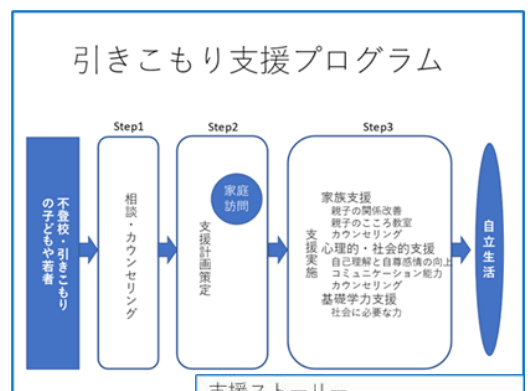 引きこもり支援プログラム
Step1
Step2
Step3
不登校・引きこもり
の子どもや若者
相談・カウンセリング
家庭
訪問
支援計画策定
支援実施
家族支援
親子の関係改善
親子のこころ教室
カウンセリング
心理的・社会的支援
自己理解と自尊感情の向上
コミュニケーション能力
カウンセリング
基礎学力支援
社会に必要な力
自立生活
支援ストーリー